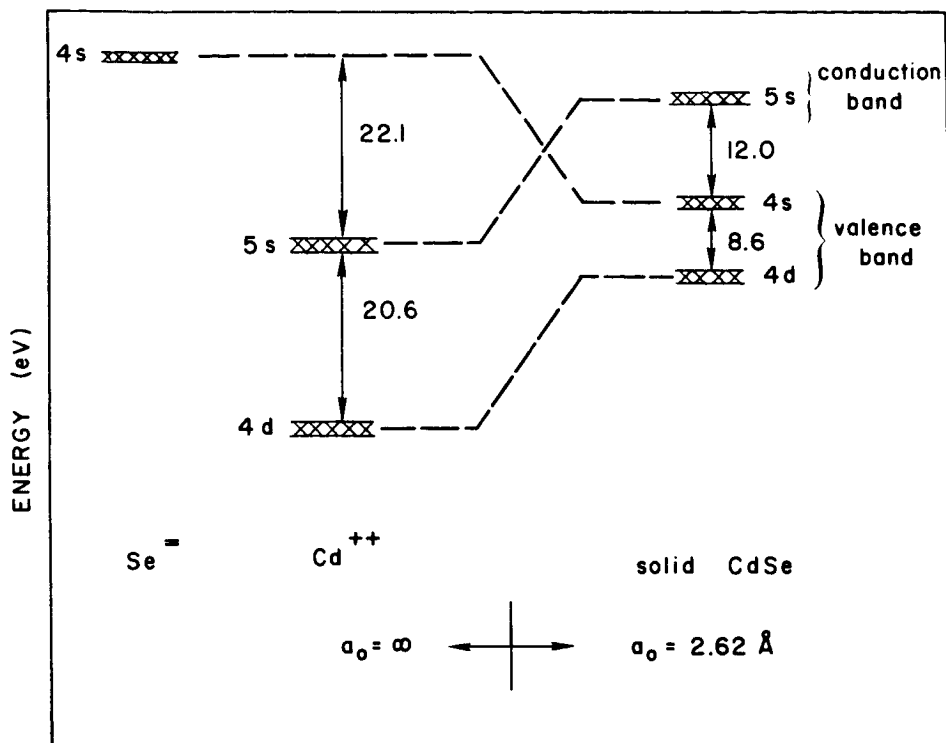 4s
5s
conduction
band
22.1
12.0
4s
5s
8.6
valence
band
4d
20.6
4d
ENERGY (eV)
Se=
Cd++
solid CdSe
a₀ = ∞
a₀ = 2.62 Å